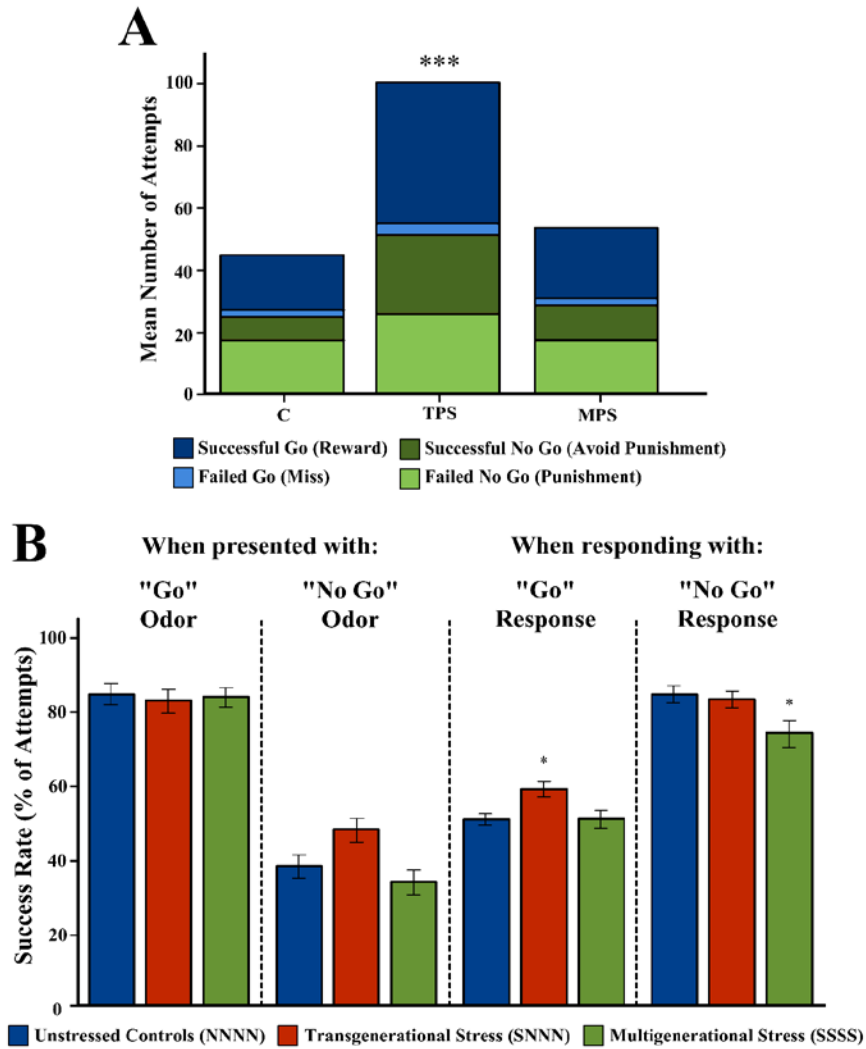 A
***
100
80
60
40
20
0
Mean Number of Attempts
C TPS MPS
Successful Go (Reward) Successful No Go (Avoid Punishment)
Failed Go (Miss) Failed No Go (Punishment)
B
When presented with: When responding with:
"Go" "No Go" "Go" "No Go"
Odor Odor Response Response
100
80
60
40
20
0
Success Rate (% of Attempts)
*
*
Unstressed Controls (NNNN) Transgenerational Stress (SNNN) Multigenerational Stress (SSSS)